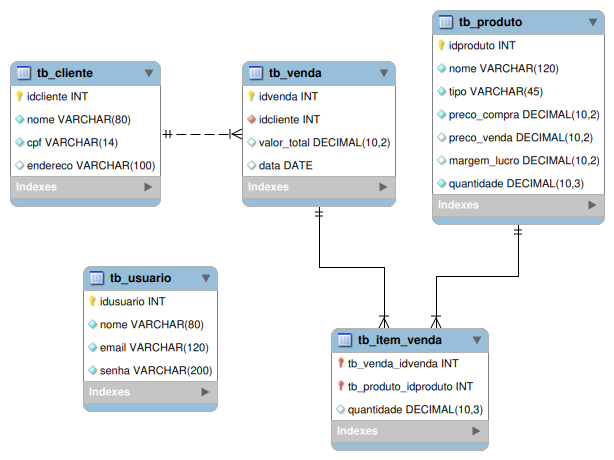 tb_cliente
idcliente INT
nome VARCHAR(80)
cpf VARCHAR(14)
endereco VARCHAR(100)
Indexes
tb_venda
idvenda INT
idcliente INT
valor_total DECIMAL(10,2)
data DATE
Indexes
tb_produto
idproduto INT
nome VARCHAR(120)
tipo VARCHAR(45)
preco_compra DECIMAL(10,2)
preco_venda DECIMAL(10,2)
margem_lucro DECIMAL(10,2)
quantidade DECIMAL(10,3)
Indexes
tb_usuario
idusuario INT
nome VARCHAR(80)
email VARCHAR(120)
senha VARCHAR(200)
Indexes
tb_item_venda
tb_venda_idvenda INT
tb_produto_idproduto INT
quantidade DECIMAL(10,3)
Indexes